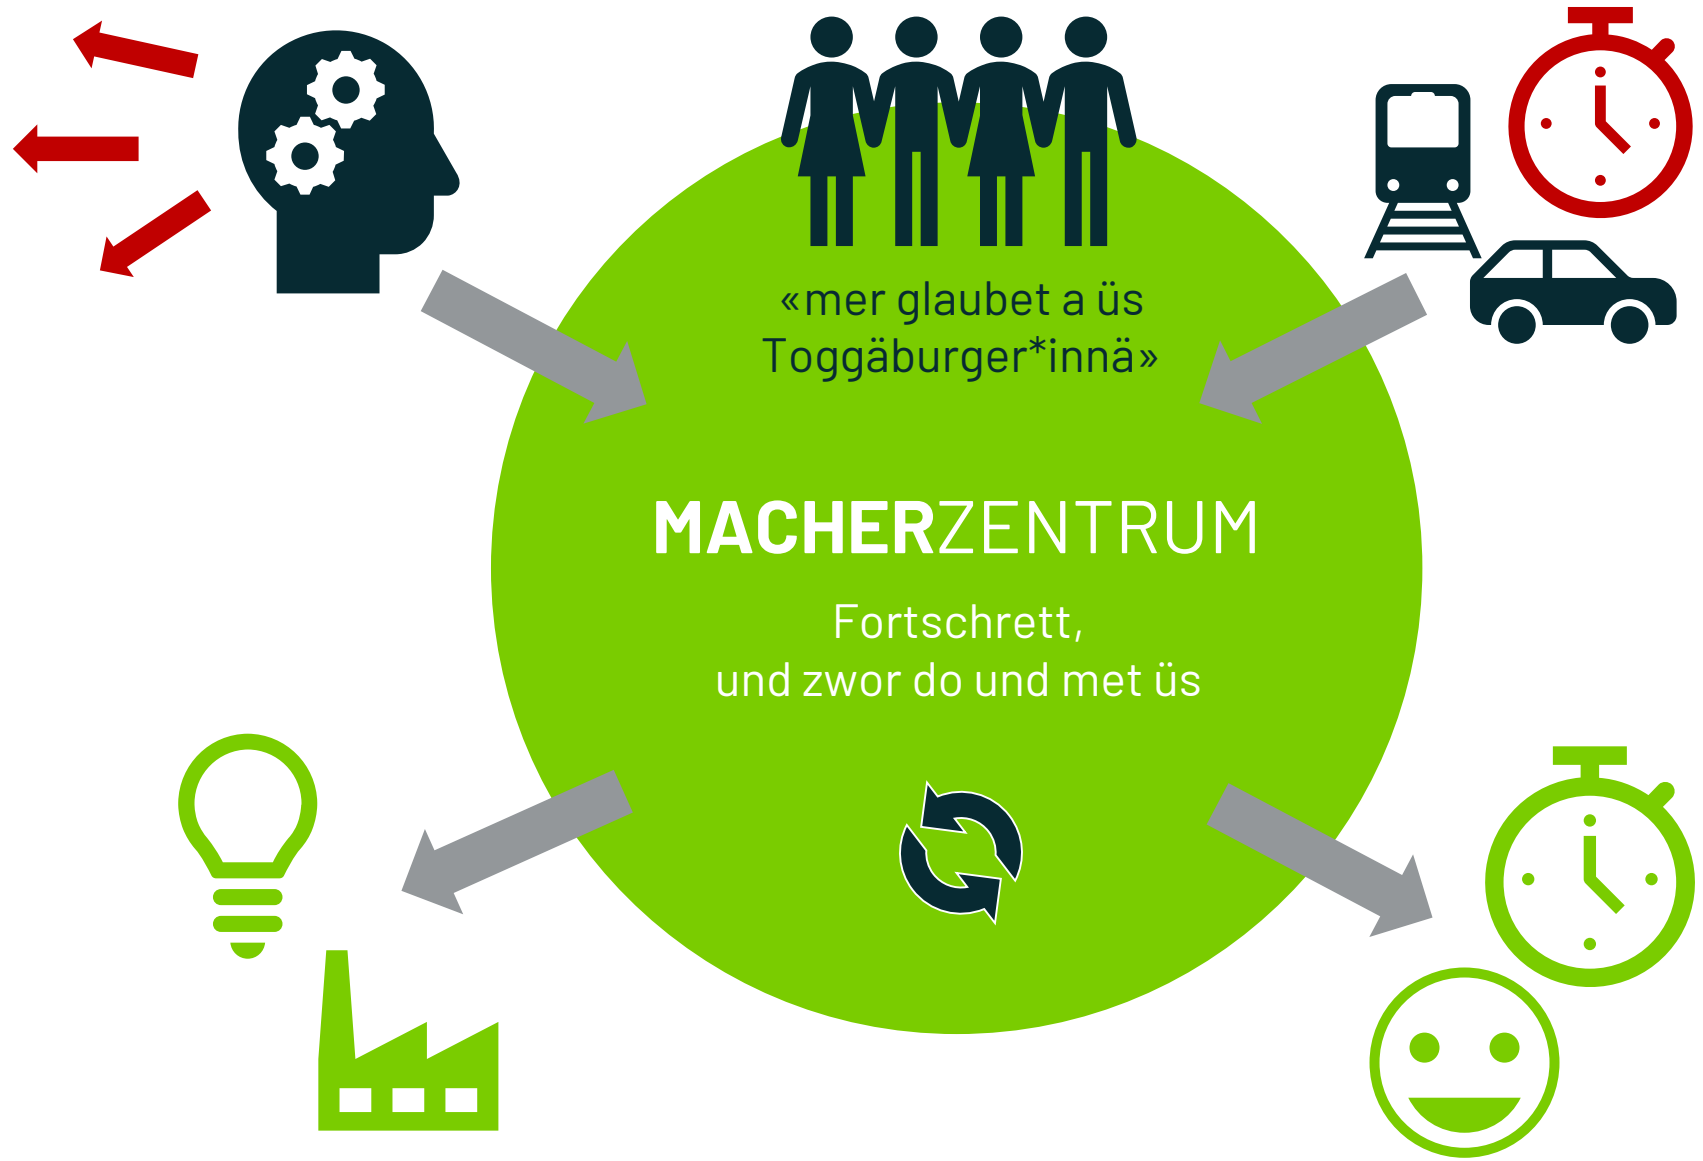 «mer glaubet a üs
Toggäburger*innä»
MACHERZENTRUM
Fortschrett,
und zwor do und met üs